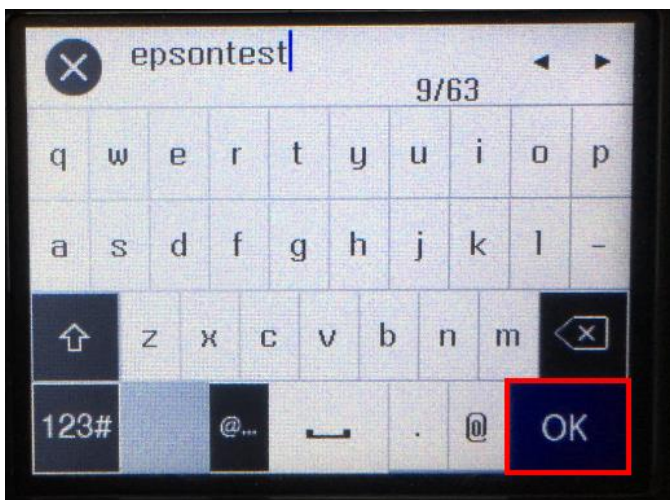 epsontest
9/63
q w e r t y u i o p
a s d f g h j k l -
z x c v b n m
123# @... . @ OK